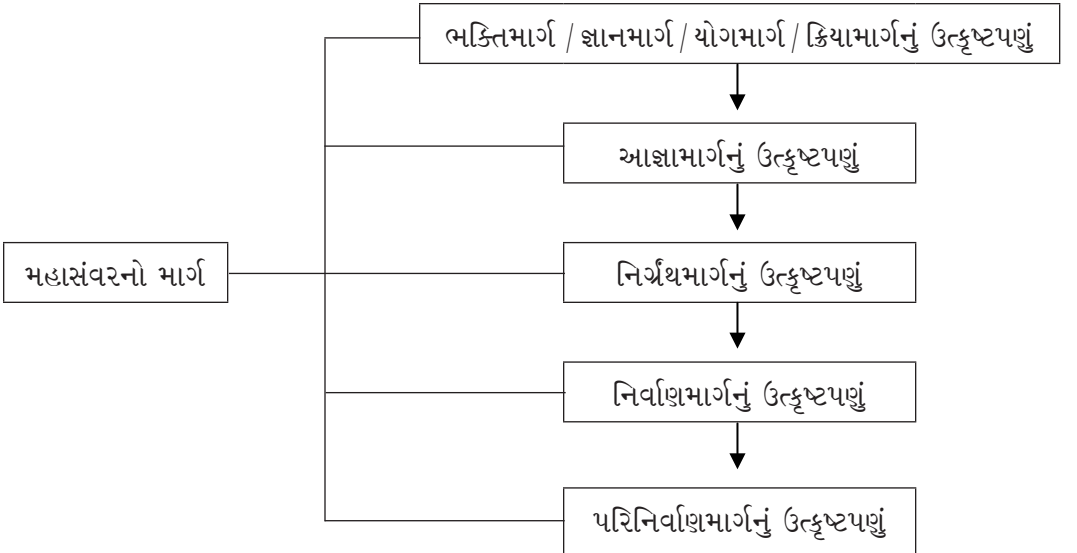 ભક્તિમાર્ગ / જ્ઞાનમાર્ગ / યોગમાર્ગ / ક્રિયામાર્ગનું ઉત્કૃષ્ટપણું
આજ્ઞામાર્ગનું ઉત્કૃષ્ટપણું
મહાસંવરનો માર્ગ
નિર્ગ્રંથમાર્ગનું ઉત્કૃષ્ટપણું
નિર્વાણમાર્ગનું ઉત્કૃષ્ટપણું
પરિનિર્વાણમાર્ગનું ઉત્કૃષ્ટપણું